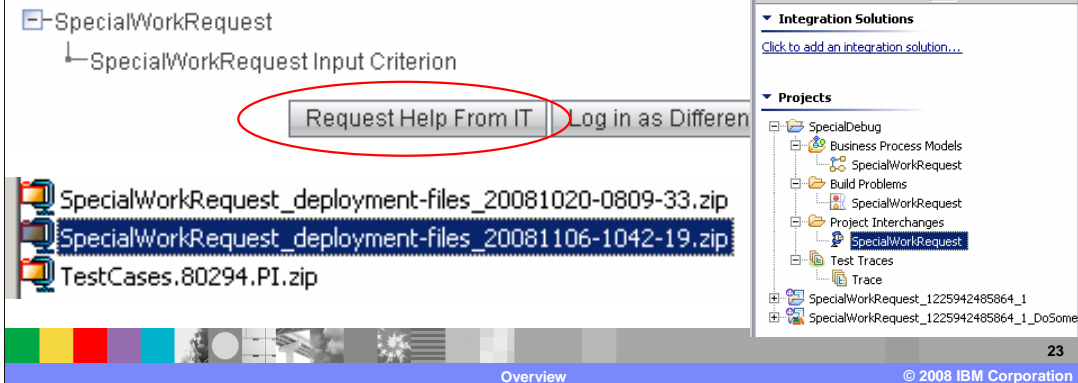 SpecialWorkRequest
SpecialWorkRequest Input Criterion
Request Help From IT
Log in as Differen
SpecialWorkRequest_deployment-files_20081020-0809-33.zip
SpecialWorkRequest_deployment-files_20081106-1042-19.zip
TestCases.80294.PI.zip
Integration Solutions
Click to add an integration solution...
Projects
SpecialDebug
Business Process Models
SpecialWorkRequest
Build Problems
SpecialWorkRequest
Project Interchanges
SpecialWorkRequest
Test Traces
Trace
SpecialWorkRequest_1225942485864_1
SpecialWorkRequest_1225942485864_1_DoSome
23
Overview
© 2008 IBM Corporation